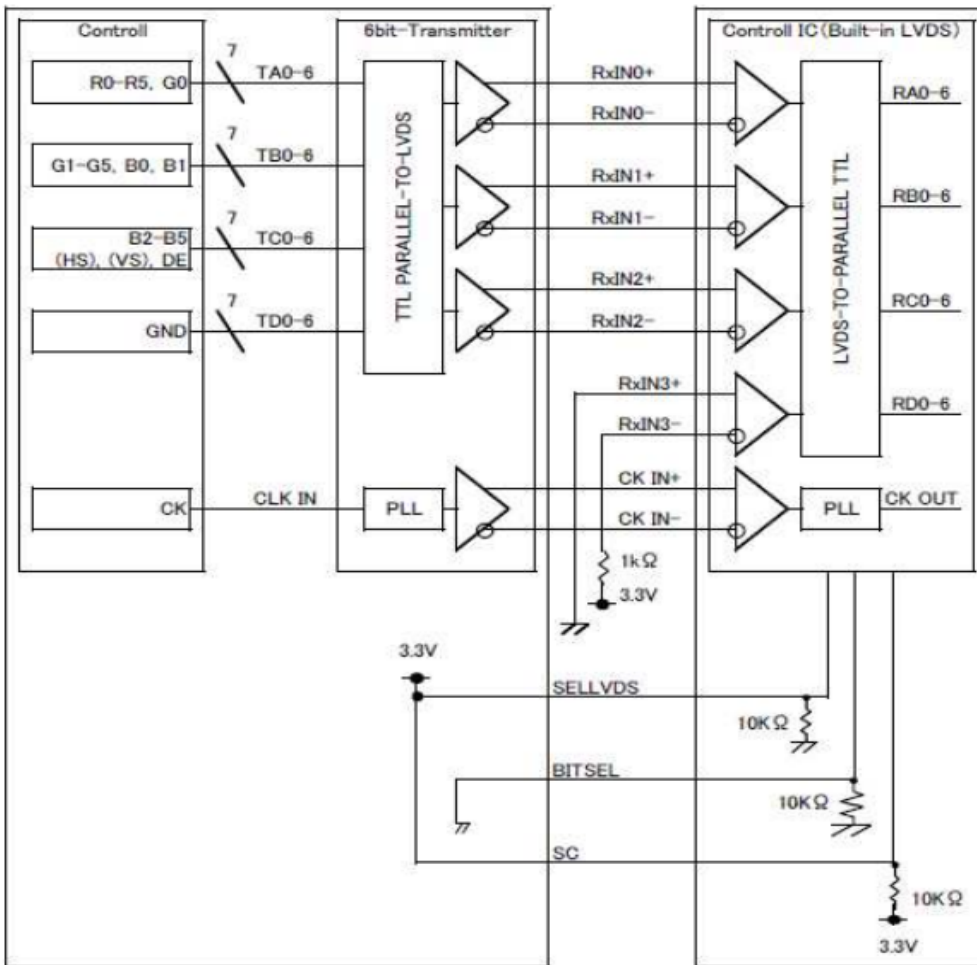 Controll
6bit-Transmitter
Controll IC(Built-in LVDS)
R0-R5, G0
7
TA0-6
RxIN0+
RxIN0-
RA0-6
G1-G5, B0, B1
7
TB0-6
RxIN1+
RxIN1-
RB0-6
B2-B5
(HS), (VS), DE
7
TC0-6
RxIN2+
RxIN2-
RC0-6
GND
7
TD0-6
TTL PARALLEL-TO-LVDS
LVDS-TO-PARALLEL TTL
RxIN3+
RxIN3-
RD0-6
CK
CLK IN
PLL
CK IN+
CK IN-
PLL
CK OUT
1kΩ
3.3V
3.3V
SELLVDS
10KΩ
BITSEL
10KΩ
SC
10KΩ
3.3V